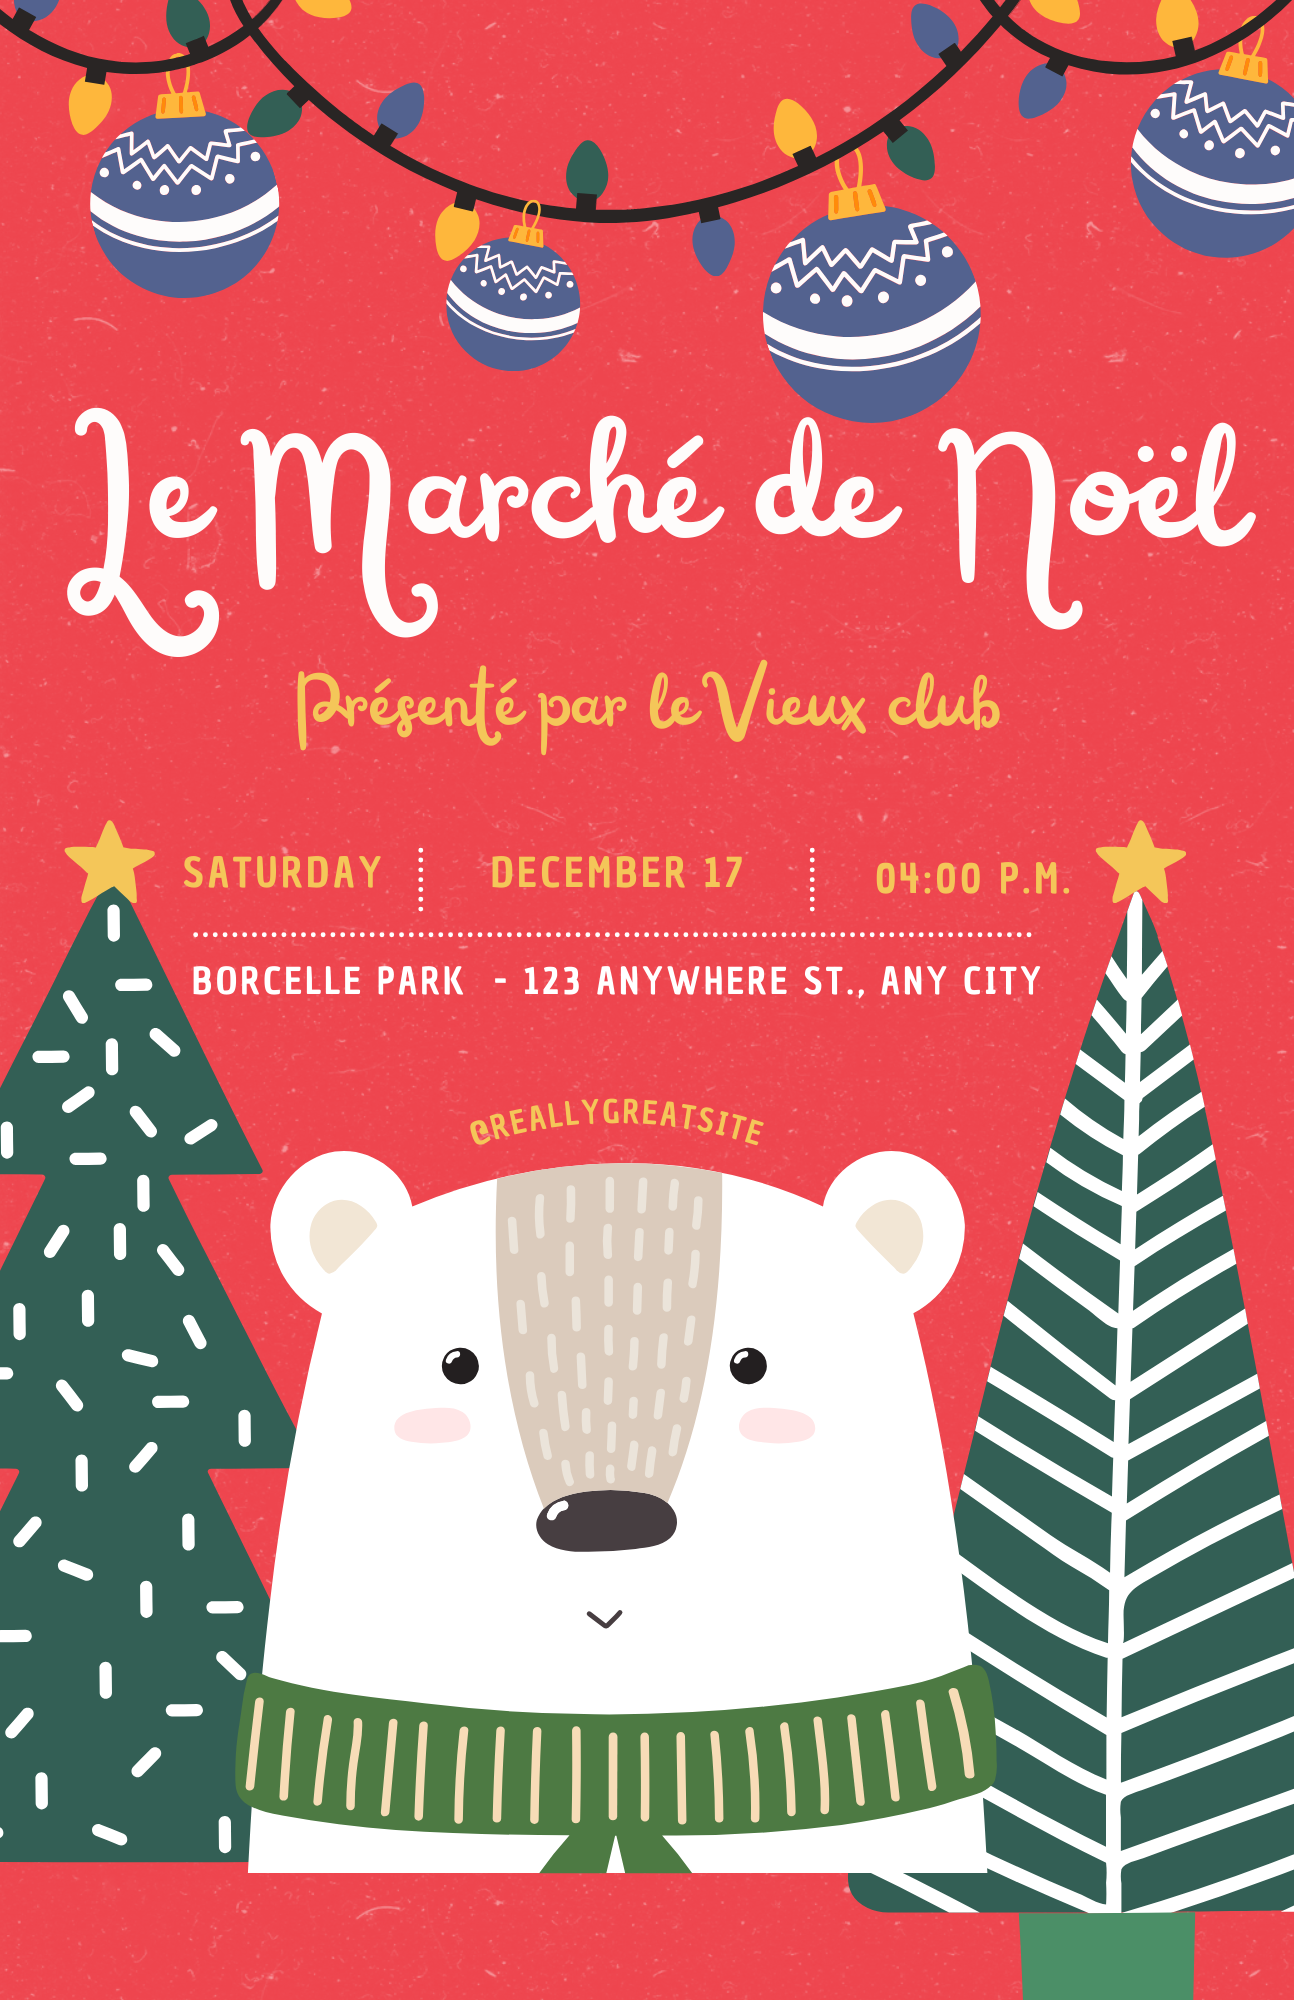 Le Marché de Noël
Présenté par le Vieux club
SATURDAY DECEMBER 17 04:00 P.M.
BORCELLE PARK - 123 ANYWHERE ST., ANY CITY
@REALLYGREATSITE